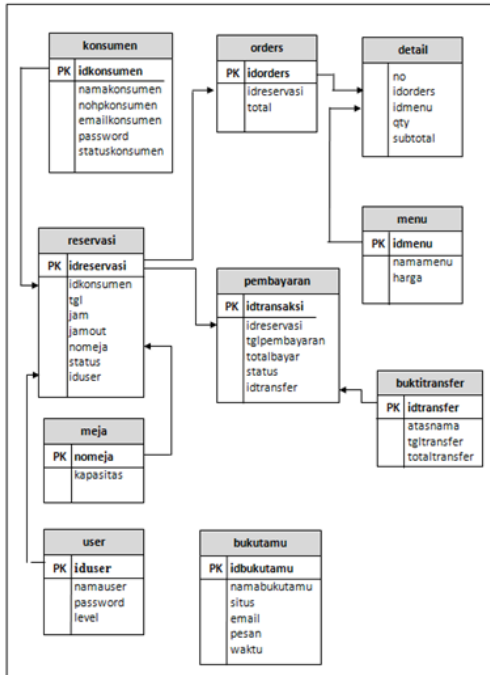 konsumen
PK idkonsumen
namakonsumen
nohpkonsumen
emailkonsumen
password
statuskonsumen
orders
PK idorders
idreservasi
total
detail
no
idorders
idmenu
qty
subtotal
menu
PK idmenu
namamenu
harga
reservasi
PK idreservasi
idkonsumen
tgl
jam
jamout
nomeja
status
iduser
pembayaran
PK idtransaksi
idreservasi
tglpembayaran
totalbayar
status
idtransfer
buktitransfer
PK idtransfer
atasnama
tgltransfer
totaltransfer
meja
PK nomeja
kapasitas
user
PK iduser
namauser
password
level
bukutamu
PK idbukutamu
namabukutamu
situs
email
pesan
waktu